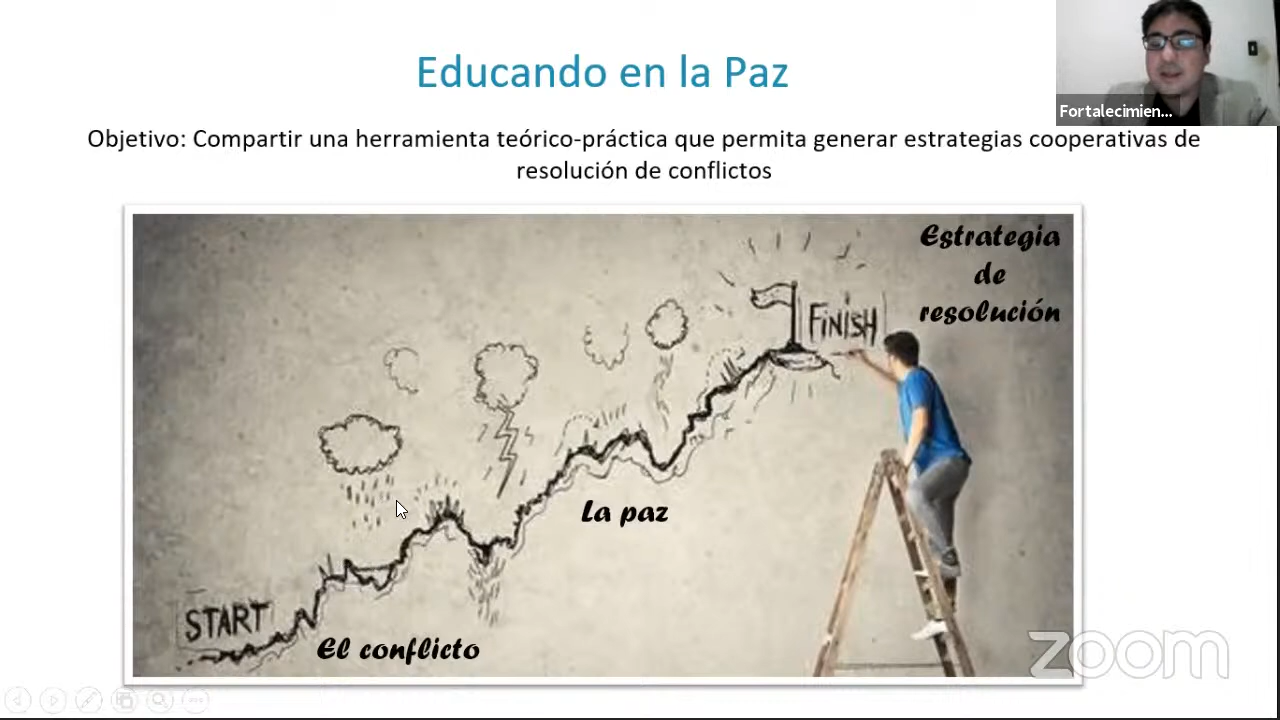 Educando en la Paz
Fortalecimien...
Objetivo: Compartir una herramienta teórico-práctica que permita generar estrategias cooperativas de
resolución de conflictos
Estrategia
de
resolución
FINISH
La paz
START
El conflicto
zoom